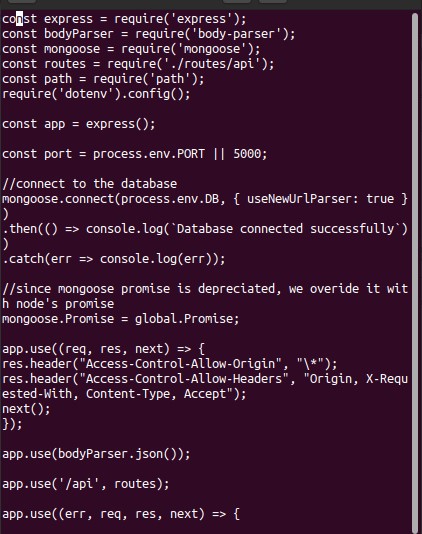 const express = require('express');
const bodyParser = require('body-parser');
const mongoose = require('mongoose');
const routes = require('./routes/api');
const path = require('path');
require('dotenv').config();

const app = express();

const port = process.env.PORT || 5000;

//connect to the database
mongoose.connect(process.env.DB, { useNewUrlParser: true }
)
.then(() => console.log(`Database connected successfully`)
)
.catch(err => console.log(err));

//since mongoose promise is depreciated, we overide it wit
h node's promise
mongoose.Promise = global.Promise;

app.use((req, res, next) => {
res.header("Access-Control-Allow-Origin", "\*");
res.header("Access-Control-Allow-Headers", "Origin, X-Requ
ested-With, Content-Type, Accept");
next();
});

app.use(bodyParser.json());

app.use('/api', routes);

app.use((err, req, res, next) => {